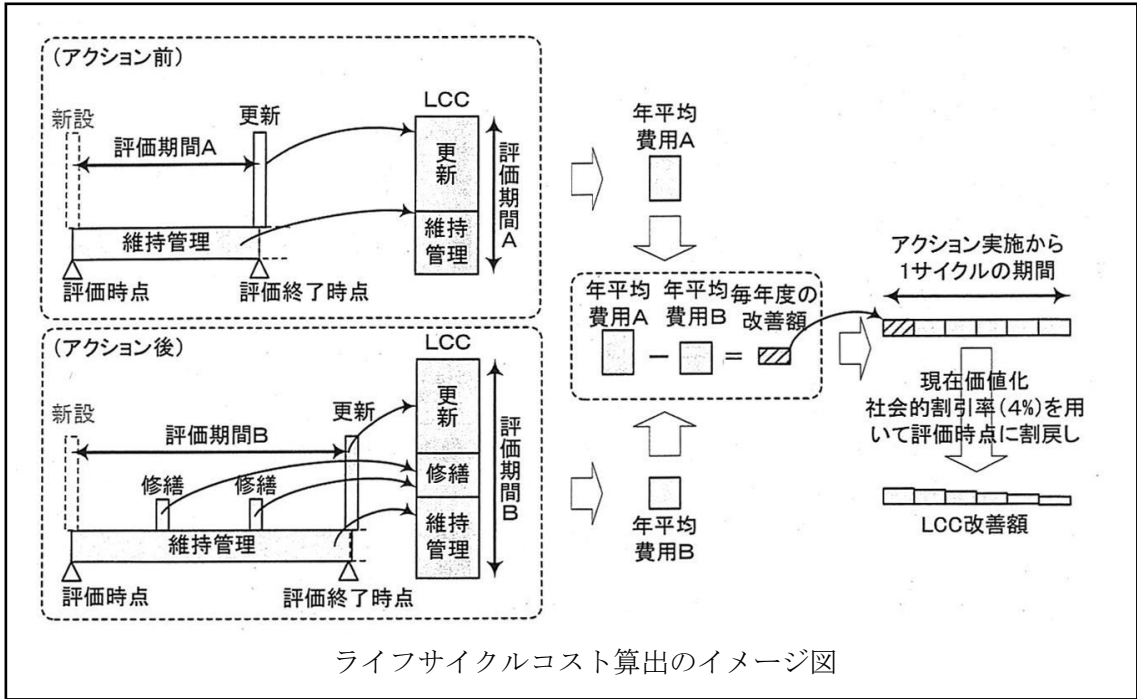 (アクション前)
新設
更新
評価期間A
維持管理
評価時点
評価終了時点
LCC
更新
維持
管理
評価期間A
年平均
費用A
(アクション後)
新設
更新
評価期間B
修繕
修繕
維持管理
評価時点
評価終了時点
LCC
更新
修繕
維持
管理
評価期間B
年平均
費用B
年平均
費用A
年平均
費用B
毎年度の
改善額
－
＝
アクション実施から
1サイクルの期間
現在価値化
社会的割引率(4%)を用
いて評価時点に割戻し
LCC改善額
ライフサイクルコスト算出のイメージ図